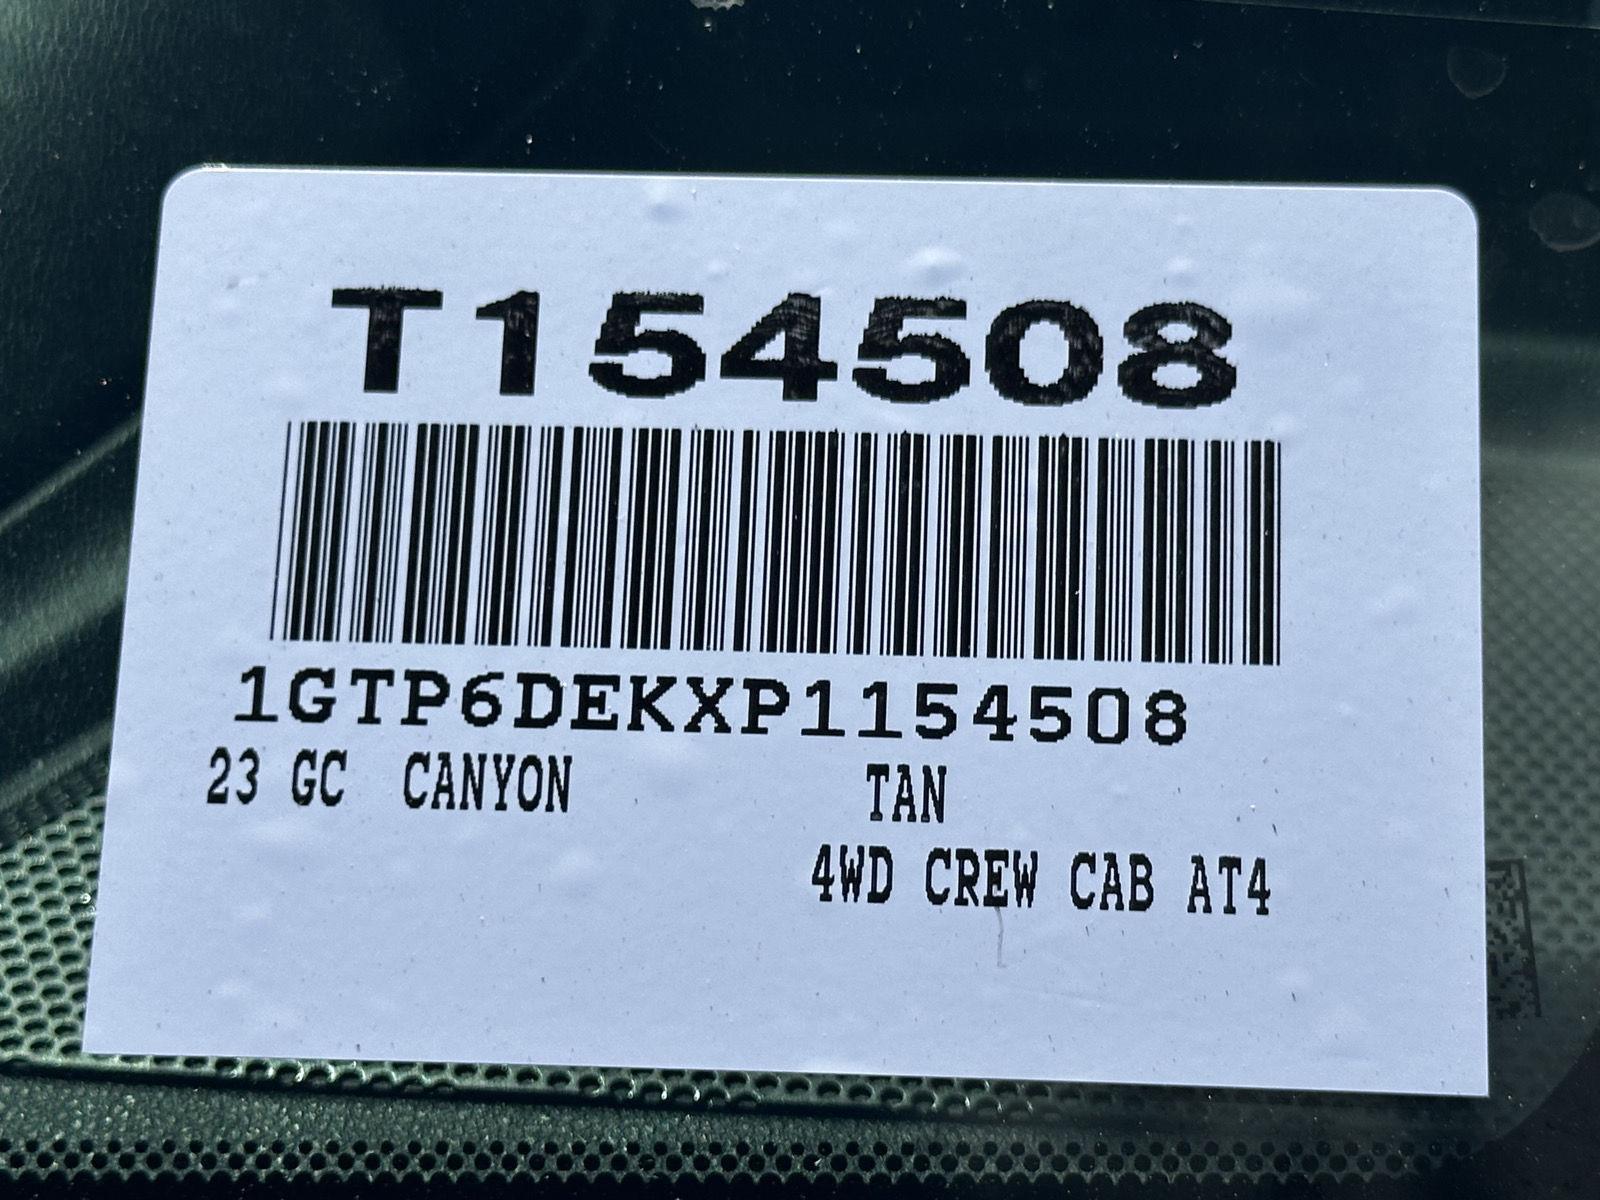 T154508
1GTP6DEKXP1154508
23 GC CANYON TAN
4WD CREW CAB AT4